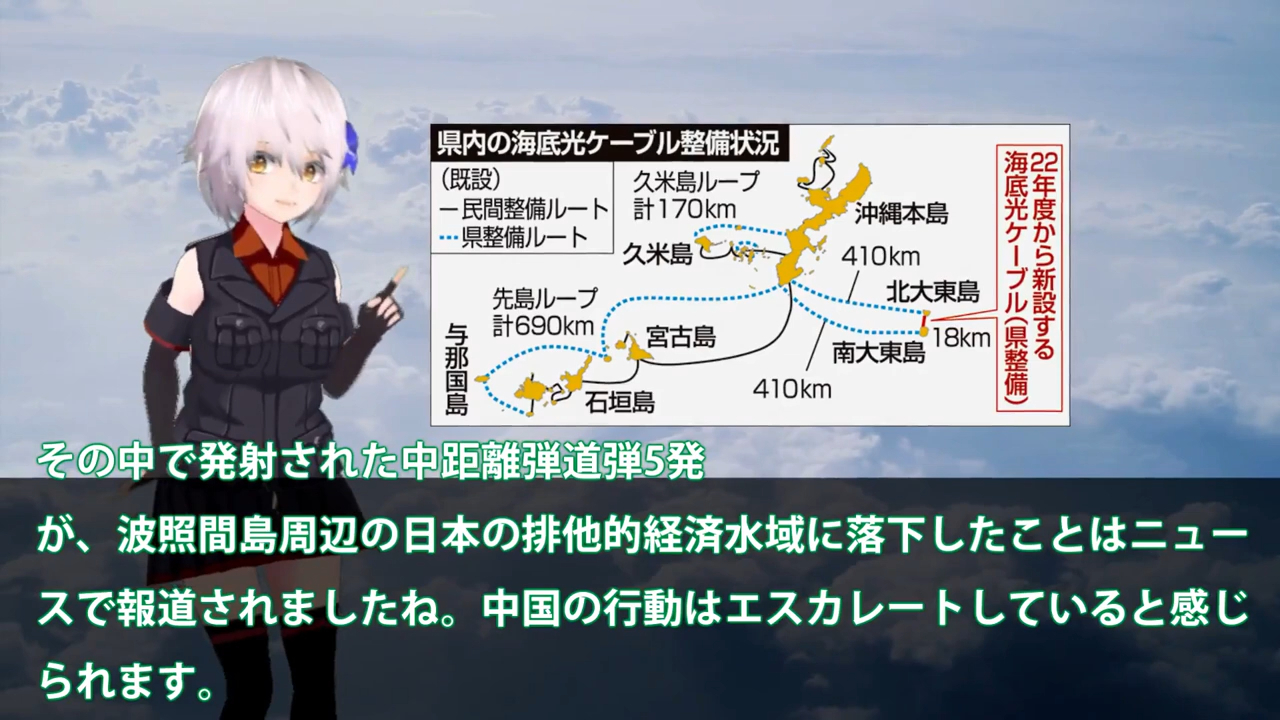 県内の海底光ケーブル整備状況
(既設)
民間整備ルート
県整備ルート
久米島ループ
計170km
久米島
沖縄本島
410km
北大東島
18km
南大東島
410km
先島ループ
計690km
宮古島
石垣島
与那国島
22年度から新設する
海底光ケーブル(県整備)
その中で発射された中距離弾道弾5発
が、波照間島周辺の日本の排他的経済水域に落下したことはニュー
スで報道されましたね。中国の行動はエスカレートしていると感じ
られます。